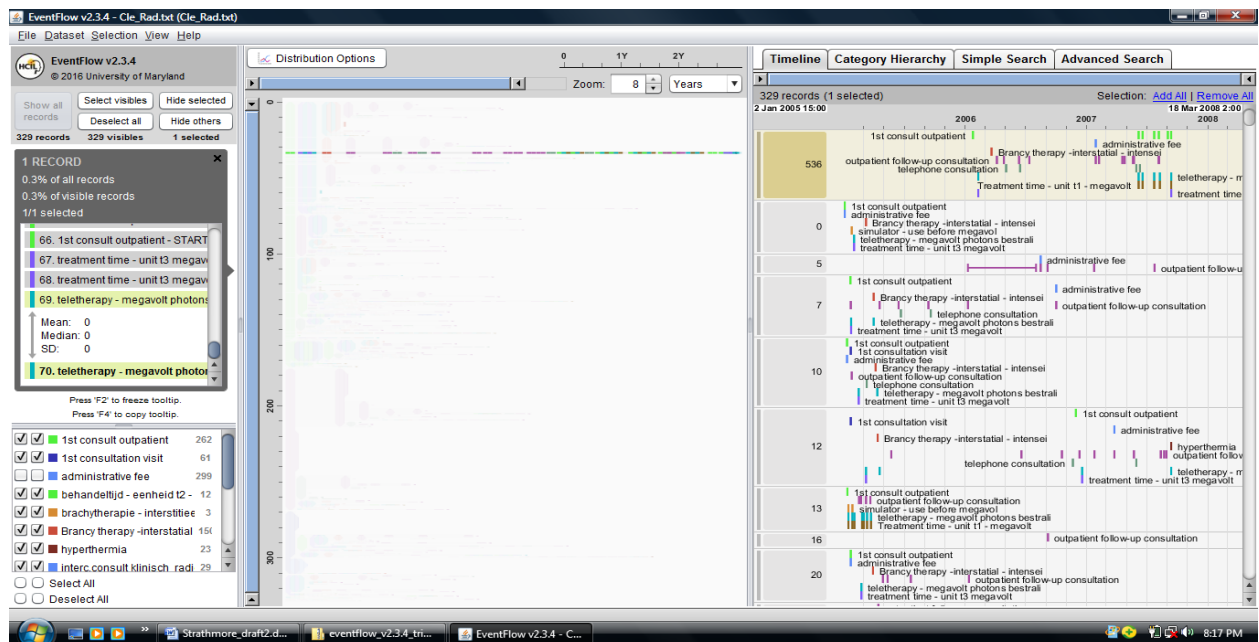 EventFlow v2.3.4 - Cle_Rad.txt (Cle_Rad.txt)
File Dataset Selection View Help
HCIL
EventFlow v2.3.4
© 2016 University of Maryland
Show all records
Select visibles
Hide selected
Deselect all
Hide others
329 records 329 visibles 1 selected
1 RECORD
0.3% of all records
0.3% of visible records
1/1 selected
66. 1st consult outpatient - START
67. treatment time - unit t3 megav
68. treatment time - unit t3 megav
69. teletherapy - megavolt photons
Mean: 0
Median: 0
SD: 0
70. teletherapy - megavolt photor
Press 'F2' to freeze tooltip.
Press 'F4' to copy tooltip.
1st consult outpatient 262
1st consultation visit 61
administrative fee 299
behandeltijd - eenheid t2 - 12
brachytherapie - interstitiee 3
Brancy therapy -interstatial 15(
hyperthermia 23
interc.consult klinisch radi 29
Select All
Deselect All
Distribution Options
0 1Y 2Y
Zoom: 8 Years
0
100
200
300
Timeline Category Hierarchy Simple Search Advanced Search
329 records (1 selected) Selection: Add All | Remove All
2 Jan 2005 15:00 18 Mar 2008 2:00
2006 2007 2008
536
1st consult outpatient
administrative fee
Brancy therapy -interstatial - intensei
outpatient follow-up consultation
telephone consultation
teletherapy - m
Treatment time - unit t1 - megavolt
treatment time
0
1st consult outpatient
administrative fee
Brancy therapy -interstatial - intensei
simulator - use before megavol
teletherapy - megavolt photons bestrali
treatment time - unit t3 megavolt
5
administrative fee
outpatient follow-u
7
1st consult outpatient
administrative fee
Brancy therapy -interstatial - intensei
outpatient follow-up consultation
telephone consultation
teletherapy - megavolt photons bestrali
treatment time - unit t3 megavolt
10
1st consult outpatient
1st consultation visit
administrative fee
Brancy therapy -interstatial - intensei
outpatient follow-up consultation
telephone consultation
teletherapy - megavolt photons bestrali
treatment time - unit t3 megavolt
12
1st consult outpatient
1st consultation visit
administrative fee
Brancy therapy -interstatial - intensei
hyperthermia
outpatient follow
telephone consultation
teletherapy - m
treatment time - unit t3 megavolt
13
1st consult outpatient
outpatient follow-up consultation
simulator - use before megavol
teletherapy - megavolt photons bestrali
Treatment time - unit t1 - megavolt
16
outpatient follow-up consultation
20
1st consult outpatient
administrative fee
Brancy therapy -interstatial - intensei
outpatient follow-up consultation
teletherapy - megavolt photons bestrali
treatment time - unit t3 megavolt
Strathmore_draft2.d...
eventflow_v2.3.4_tri...
EventFlow v2.3.4 - C...
8:17 PM